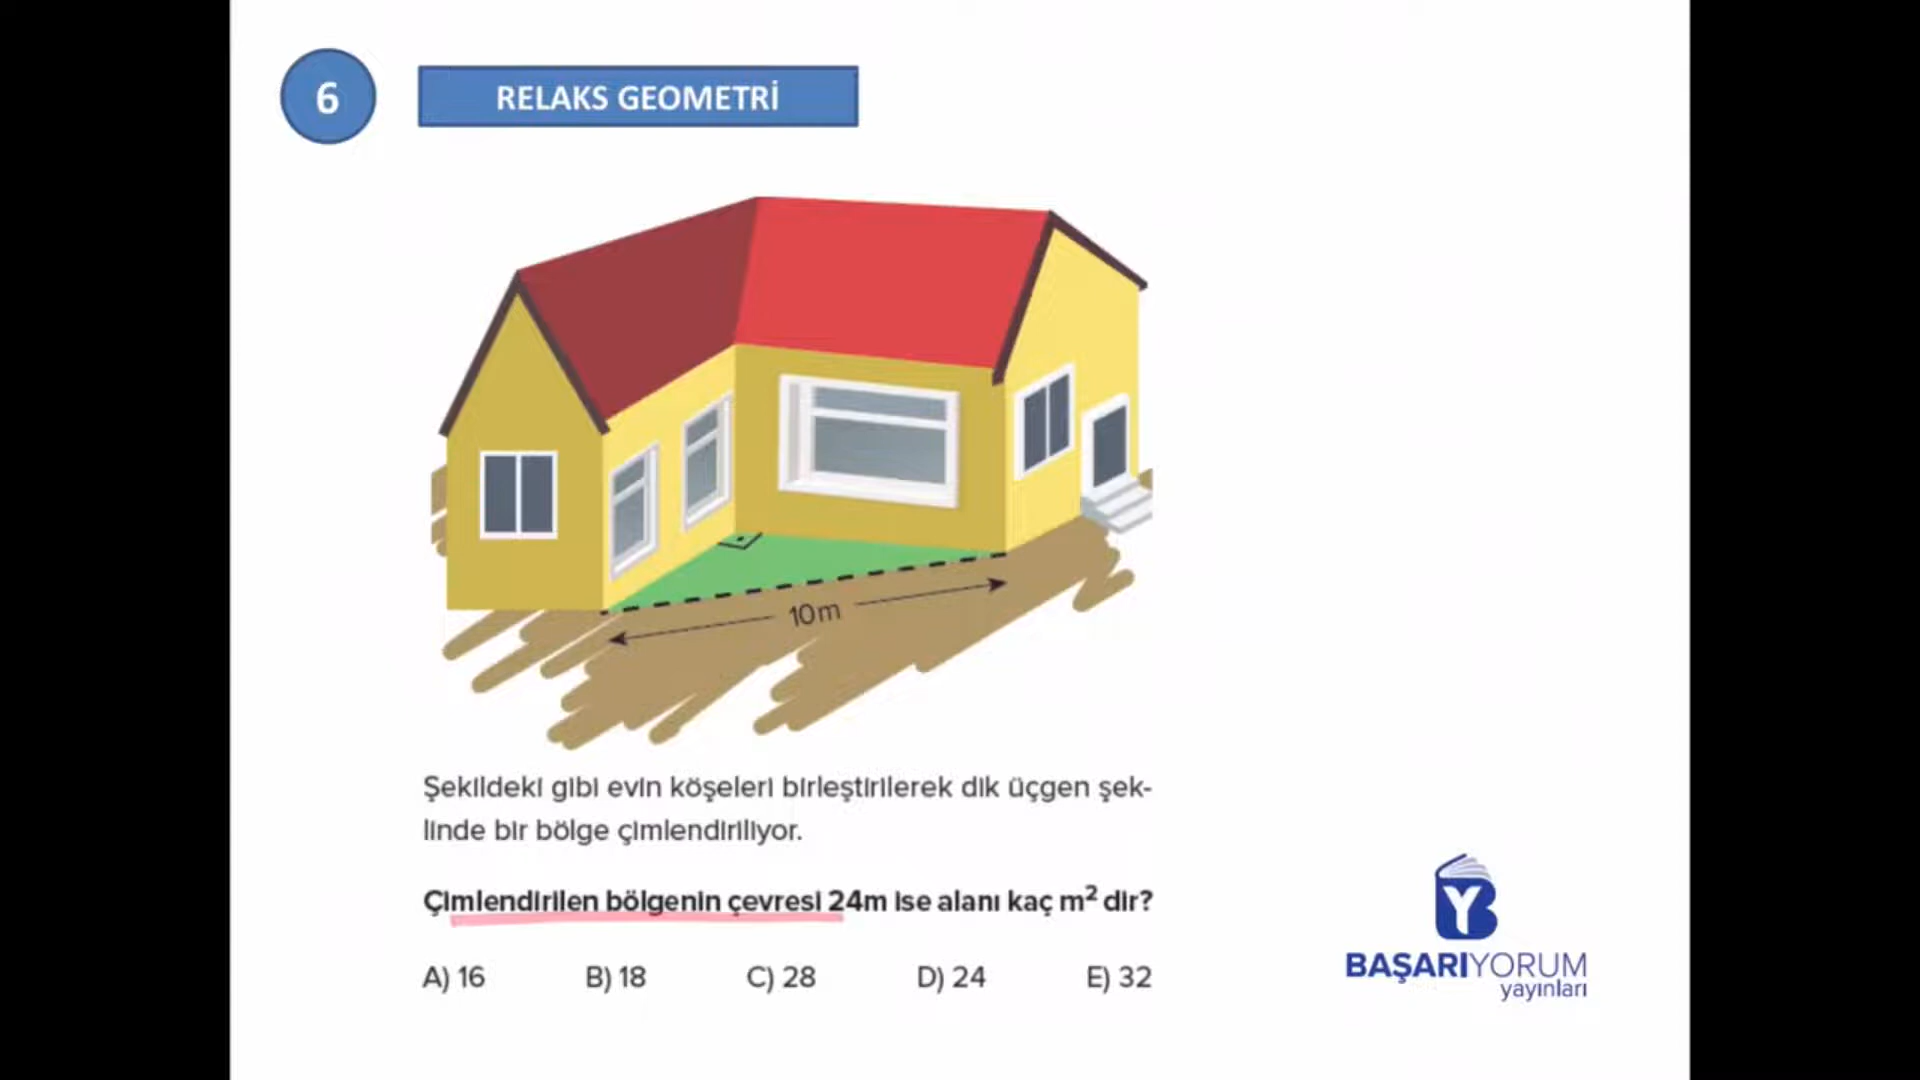 6
RELAKS GEOMETRİ
10m
Şekildeki gibi evin köşeleri birleştirilerek dik üçgen şek-
linde bir bölge çimlendiriliyor.
Çimlendirilen bölgenin çevresi 24m ise alanı kaç m² dir?
A) 16 B) 18 C) 28 D) 24 E) 32
BAŞARIYORUM
yayınları